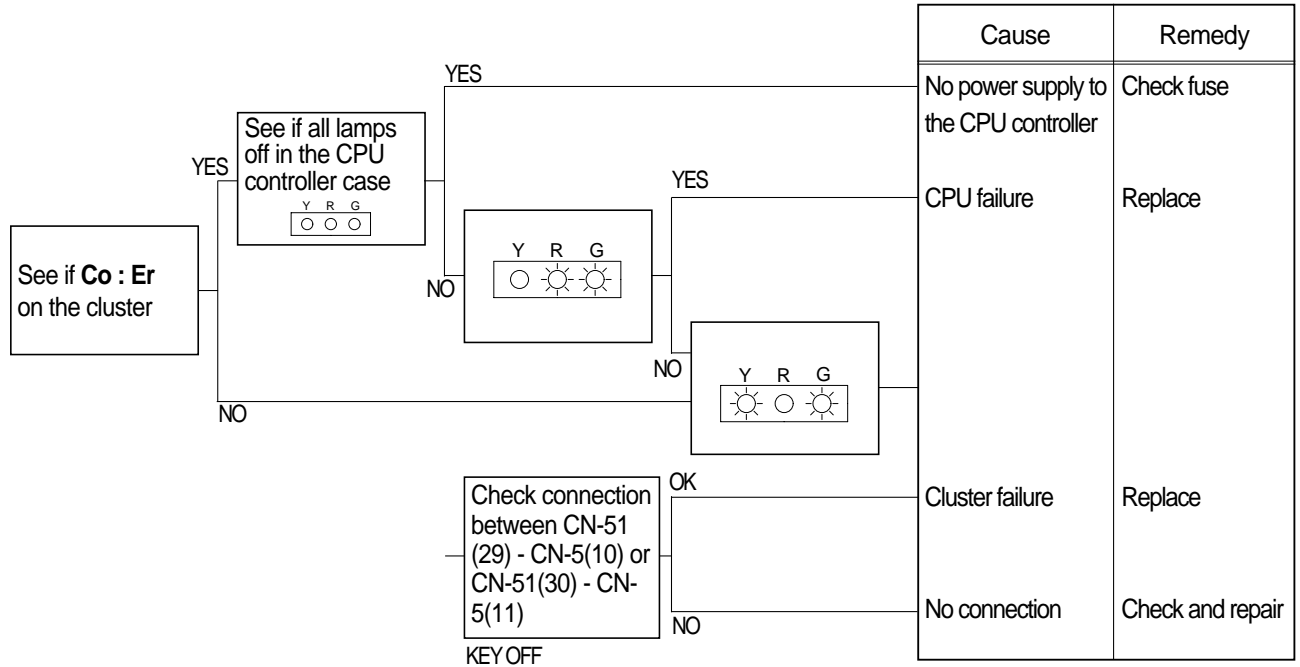 Cause Remedy
YES
No power supply to
the CPU controller
Check fuse
See if all lamps
off in the CPU
controller case
Y R G
YES
YES
CPU failure
Replace
Y R G
NO
See if Co : Er
on the cluster
NO
Y R G
NO
OK
Check connection
between CN-51
(29) - CN-5(10) or
CN-51(30) - CN-
5(11)
Cluster failure
Replace
No connection
Check and repair
NO
KEY OFF